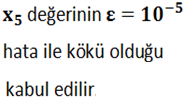 x₅ değerinin ε = 10⁻⁵
hata ile kökü olduğu
kabul edilir